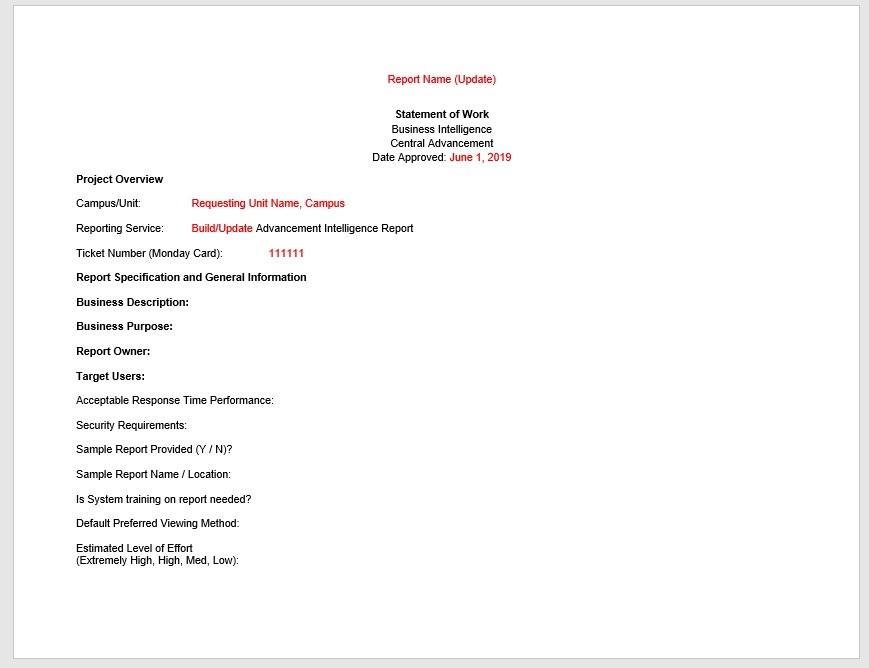 Report Name (Update)
Statement of Work
Business Intelligence
Central Advancement
Date Approved: June 1, 2019
Project Overview
Campus/Unit: Requesting Unit Name, Campus
Reporting Service: Build/Update Advancement Intelligence Report
Ticket Number (Monday Card): 111111
Report Specification and General Information
Business Description:
Business Purpose:
Report Owner:
Target Users:
Acceptable Response Time Performance:
Security Requirements:
Sample Report Provided (Y / N)?
Sample Report Name / Location:
Is System training on report needed?
Default Preferred Viewing Method:
Estimated Level of Effort
(Extremely High, High, Med, Low):